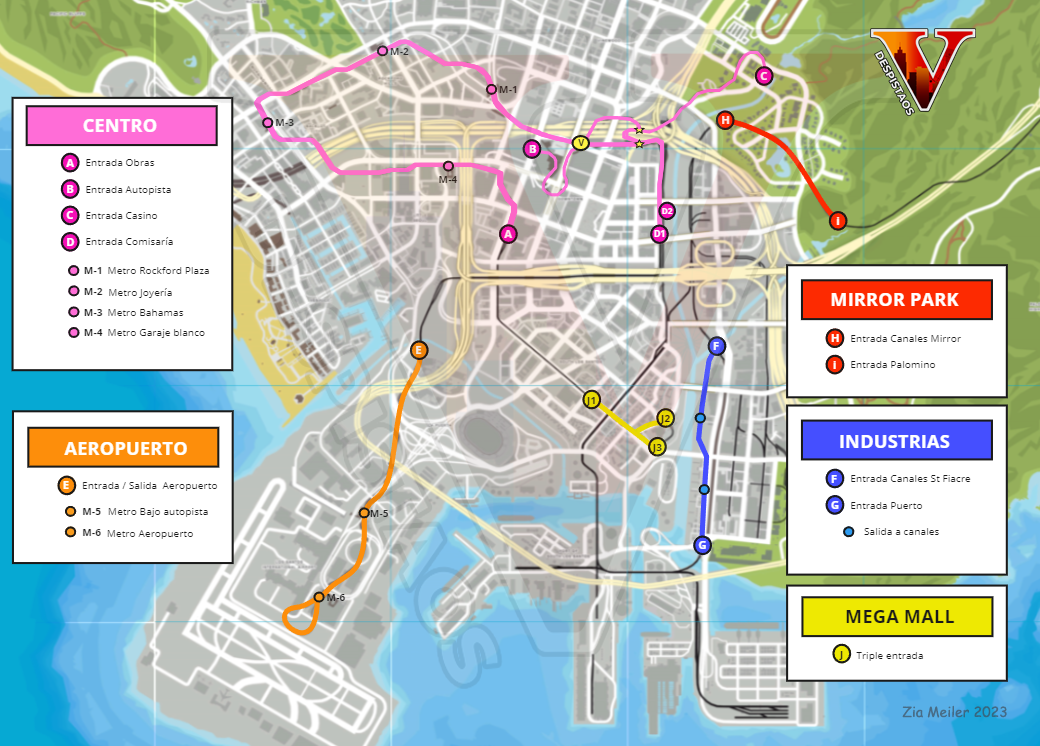 DESPISTAOS
V
M-2
M-1
M-3
M-4
C
H
V
B
D2
D1
A
i
CENTRO
A Entrada Obras
B Entrada Autopista
C Entrada Casino
D Entrada Comisaría
M-1 Metro Rockford Plaza
M-2 Metro Joyería
M-3 Metro Bahamas
M-4 Metro Garaje blanco
MIRROR PARK
H Entrada Canales Mirror
i Entrada Palomino
E
F
J1
J2
J3
AEROPUERTO
E Entrada / Salida Aeropuerto
M-5 Metro Bajo autopista
M-6 Metro Aeropuerto
INDUSTRIAS
F Entrada Canales St Fiacre
G Entrada Puerto
Salida a canales
M-5
G
M-6
MEGA MALL
J Triple entrada
Zia Meiler 2023